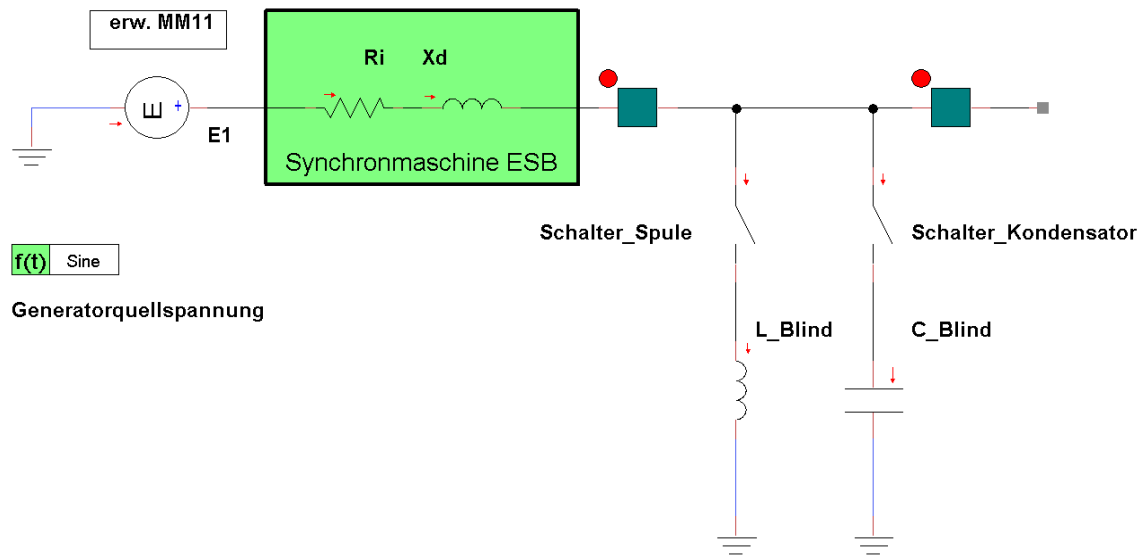 erw. MM11
Ri
Xd
E
+
E1
Synchronmaschine ESB
Schalter_Spule
Schalter_Kondensator
f(t)
Sine
Generatorquellspannung
L_Blind
C_Blind